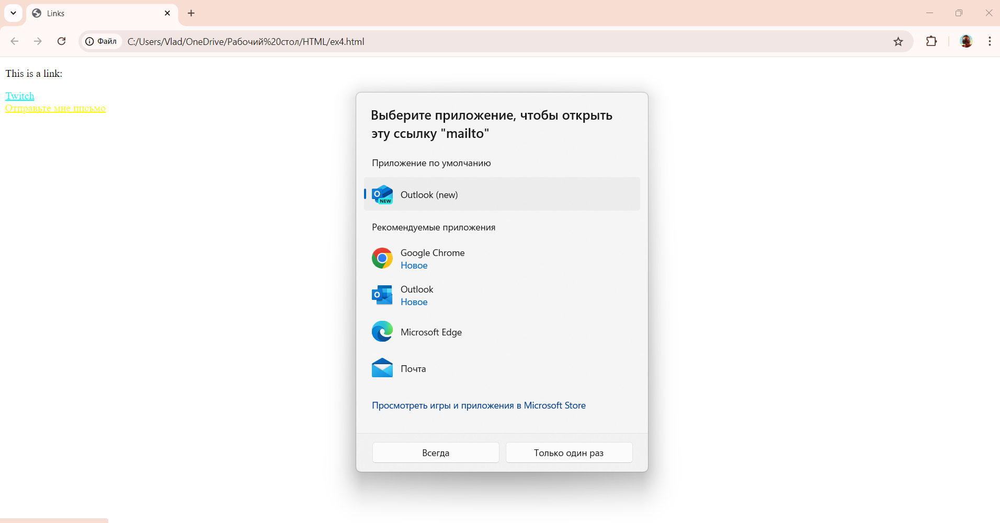 Links
Файл
C:/Users/Vlad/OneDrive/Рабочий%20стол/HTML/ex4.html
This is a link:
Twitch
Отправьте мне письмо
Выберите приложение, чтобы открыть
эту ссылку "mailto"
Приложение по умолчанию
O
NEW
Outlook (new)
Рекомендуемые приложения
Google Chrome
Новое
O
Outlook
Новое
Microsoft Edge
Почта
Просмотреть игры и приложения в Microsoft Store
Всегда
Только один раз